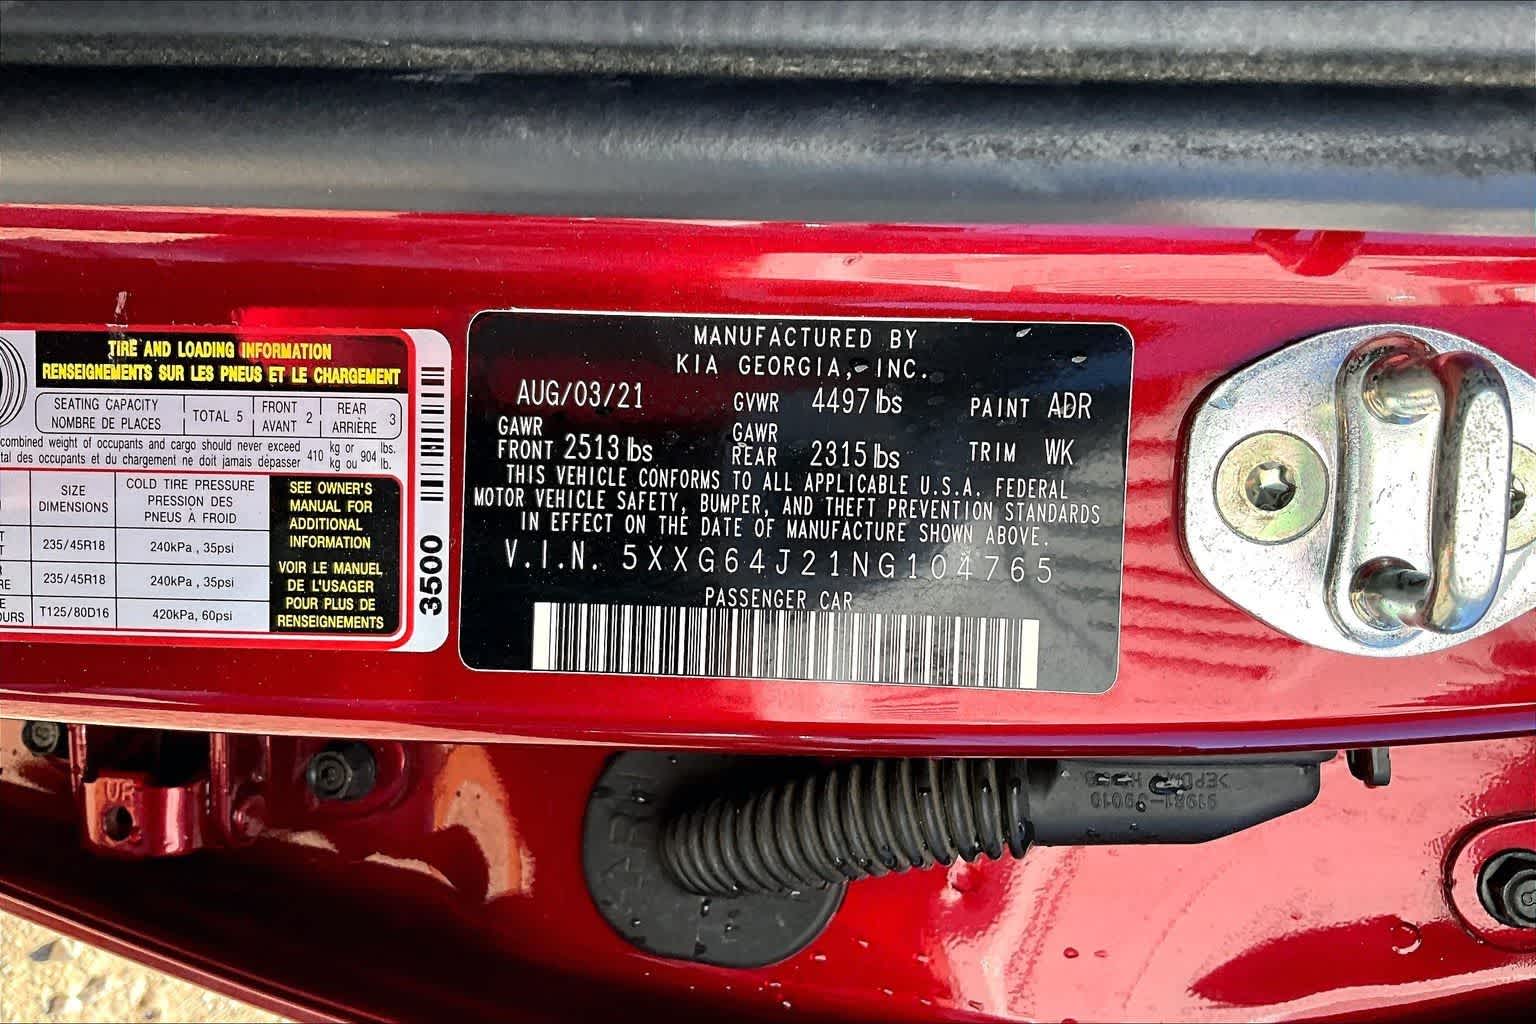 TIRE AND LOADING INFORMATION
RENSEIGNEMENTS SUR LES PNEUS ET LE CHARGEMENT
SEATING CAPACITY
NOMBRE DE PLACES
TOTAL 5
FRONT
AVANT 2
REAR
ARRIÈRE 3
combined weight of occupants and cargo should never exceed 410 kg or 904 lbs.
tal des occupants et du chargement ne doit jamais dépasser kg ou lb.
SIZE
DIMENSIONS
COLD TIRE PRESSURE
PRESSION DES
PNEUS À FROID
235/45R18 240kPa , 35psi
235/45R18 240kPa , 35psi
T125/80D16 420kPa , 60psi
SEE OWNER'S
MANUAL FOR
ADDITIONAL
INFORMATION
VOIR LE MANUEL
DE L'USAGER
POUR PLUS DE
RENSEIGNEMENTS
3500
MANUFACTURED BY
KIA GEORGIA, INC.
AUG/03/21 GVWR 4497 lbs PAINT ADR
GAWR
FRONT 2513 lbs
GAWR
REAR 2315 lbs
TRIM WK
THIS VEHICLE CONFORMS TO ALL APPLICABLE U.S.A. FEDERAL
MOTOR VEHICLE SAFETY, BUMPER, AND THEFT PREVENTION STANDARDS
IN EFFECT ON THE DATE OF MANUFACTURE SHOWN ABOVE.
V.I.N. 5XXG64J21NG104765
PASSENGER CAR
UR